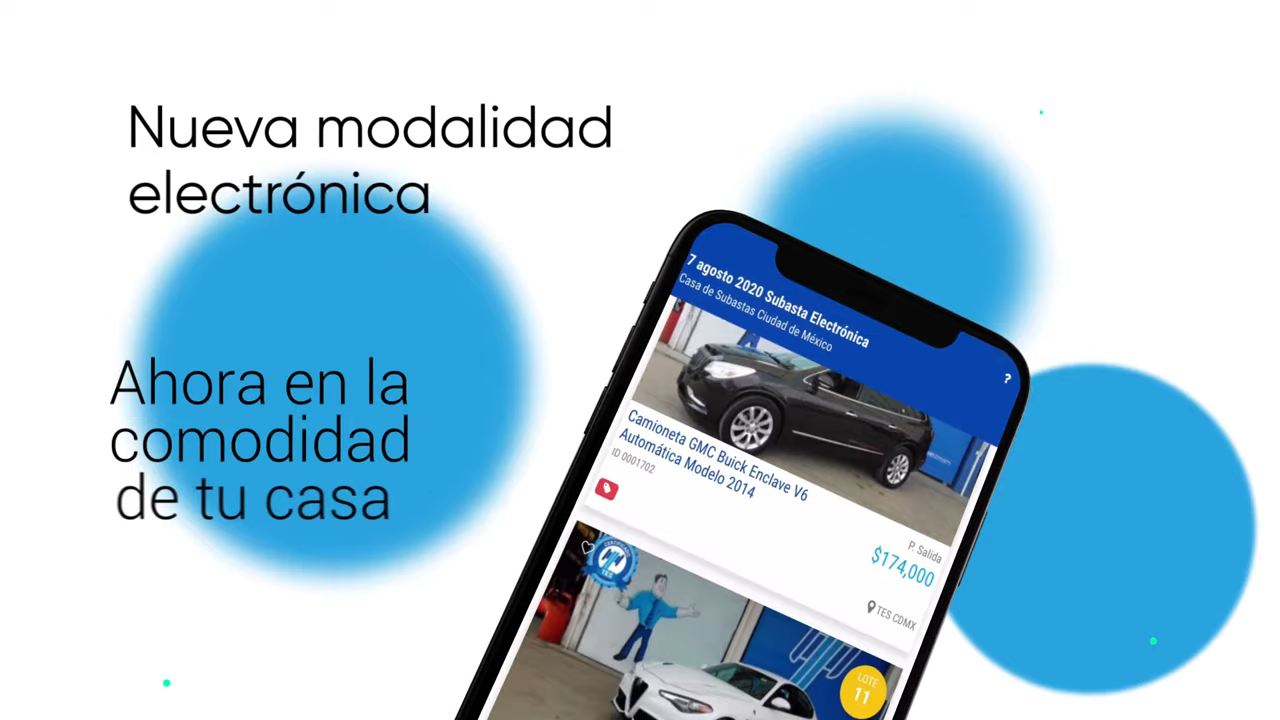 Nueva modalidad
electrónica
Ahora en la
comodidad
de tu casa
7 agosto 2020 Subasta Electrónica
Casa de Subastas Ciudad de México
?
Camioneta GMC Buick Enclave V6
Automática Modelo 2014
ID 0001702
P. Salida
$174,000
TES CDMX
CERTIFICADO
TES
LOTE
11